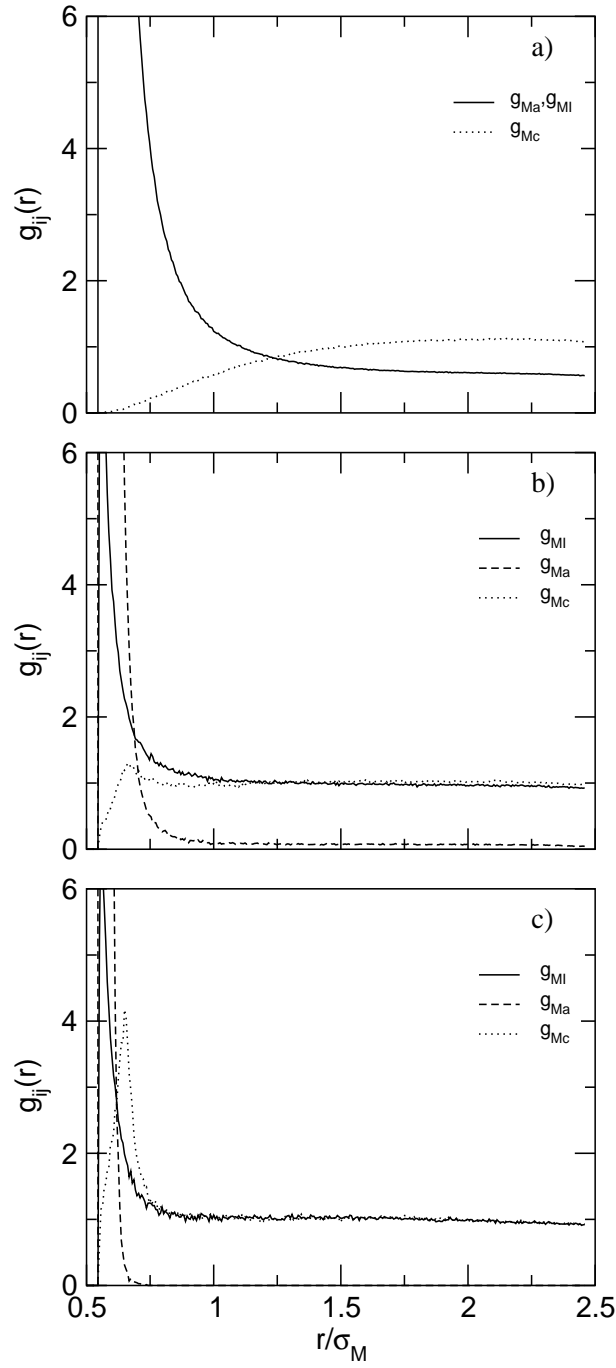 6
a)
g_Ma,g_MI
g_Mc
4
g_ij(r)
2
0
6
b)
g_MI
g_Ma
g_Mc
4
g_ij(r)
2
0
6
c)
g_MI
g_Ma
g_Mc
4
g_ij(r)
2
0
0.5 1 1.5 2 2.5
r/σ_M